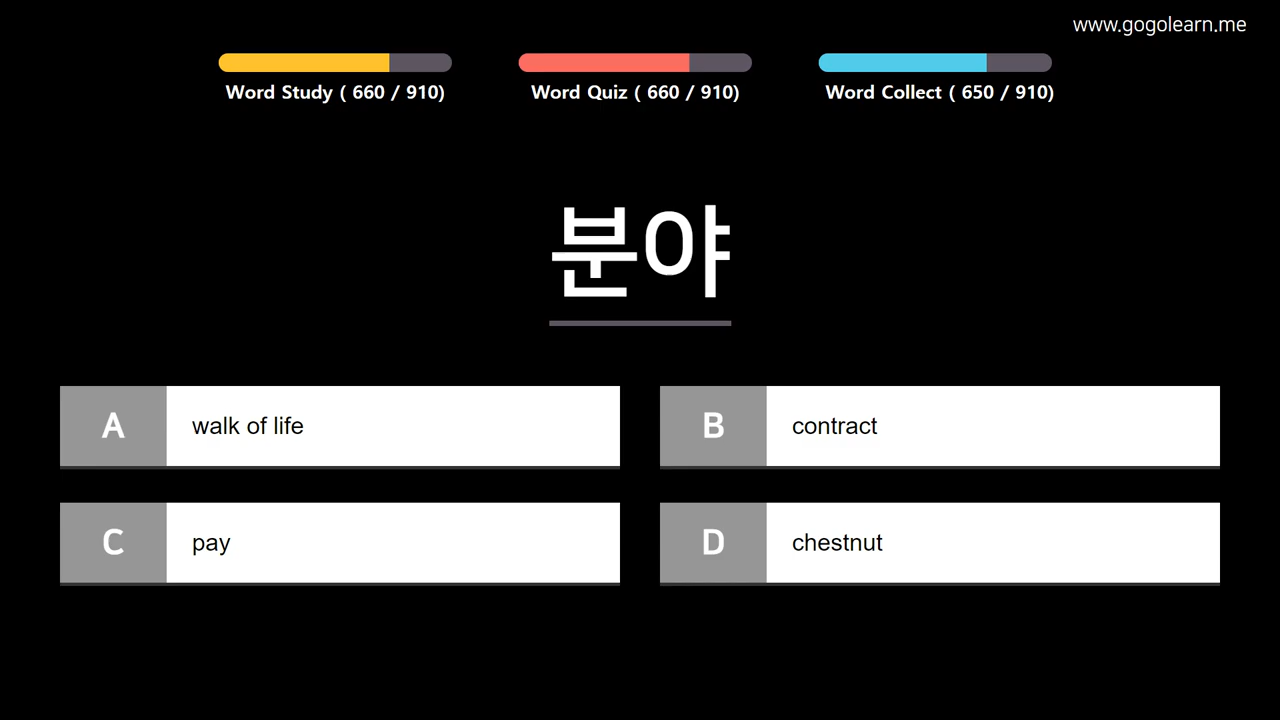 www.gogolearn.me
Word Study ( 660 / 910)
Word Quiz ( 660 / 910)
Word Collect ( 650 / 910)
분야
A walk of life
B contract
C pay
D chestnut